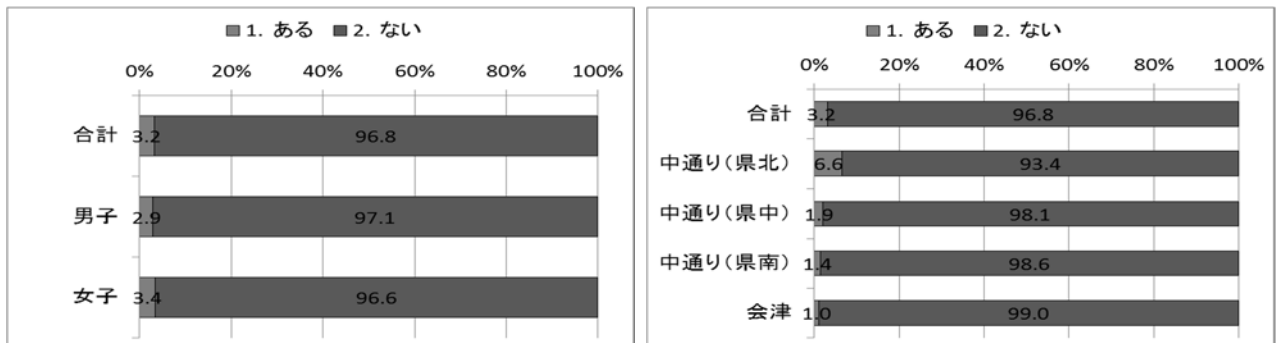 1. ある 2. ない
0% 20% 40% 60% 80% 100%
合計 3.2 96.8
男子 2.9 97.1
女子 3.4 96.6
1. ある 2. ない
0% 20% 40% 60% 80% 100%
合計 3.2 96.8
中通り(県北) 6.6 93.4
中通り(県中) 1.9 98.1
中通り(県南) 1.4 98.6
会津 1.0 99.0